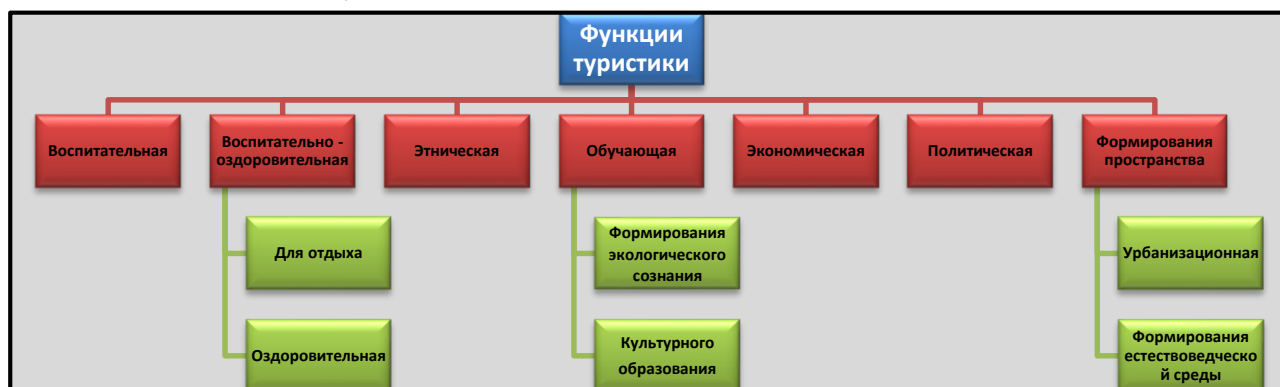 Функции
туристики
Воспитательная
Воспитательно -
оздоровительная
Этническая
Обучающая
Экономическая
Политическая
Формирования
пространства
Для отдыха
Оздоровительная
Формирования
экологического
сознания
Культурного
образования
Урбанизационная
Формирования
естествоведческо
й среды